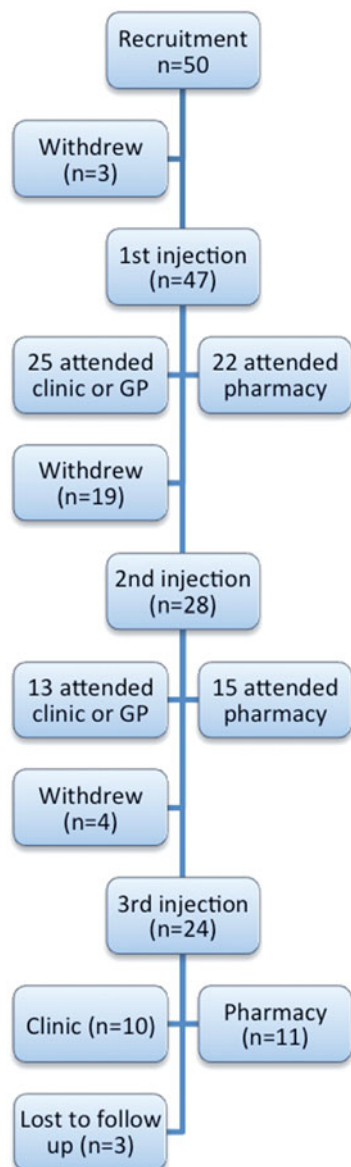 Recruitment
n=50
Withdrew
(n=3)
1st injection
(n=47)
25 attended
clinic or GP
22 attended
pharmacy
Withdrew
(n=19)
2nd injection
(n=28)
13 attended
clinic or GP
15 attended
pharmacy
Withdrew
(n=4)
3rd injection
(n=24)
Clinic (n=10)
Pharmacy
(n=11)
Lost to follow
up (n=3)